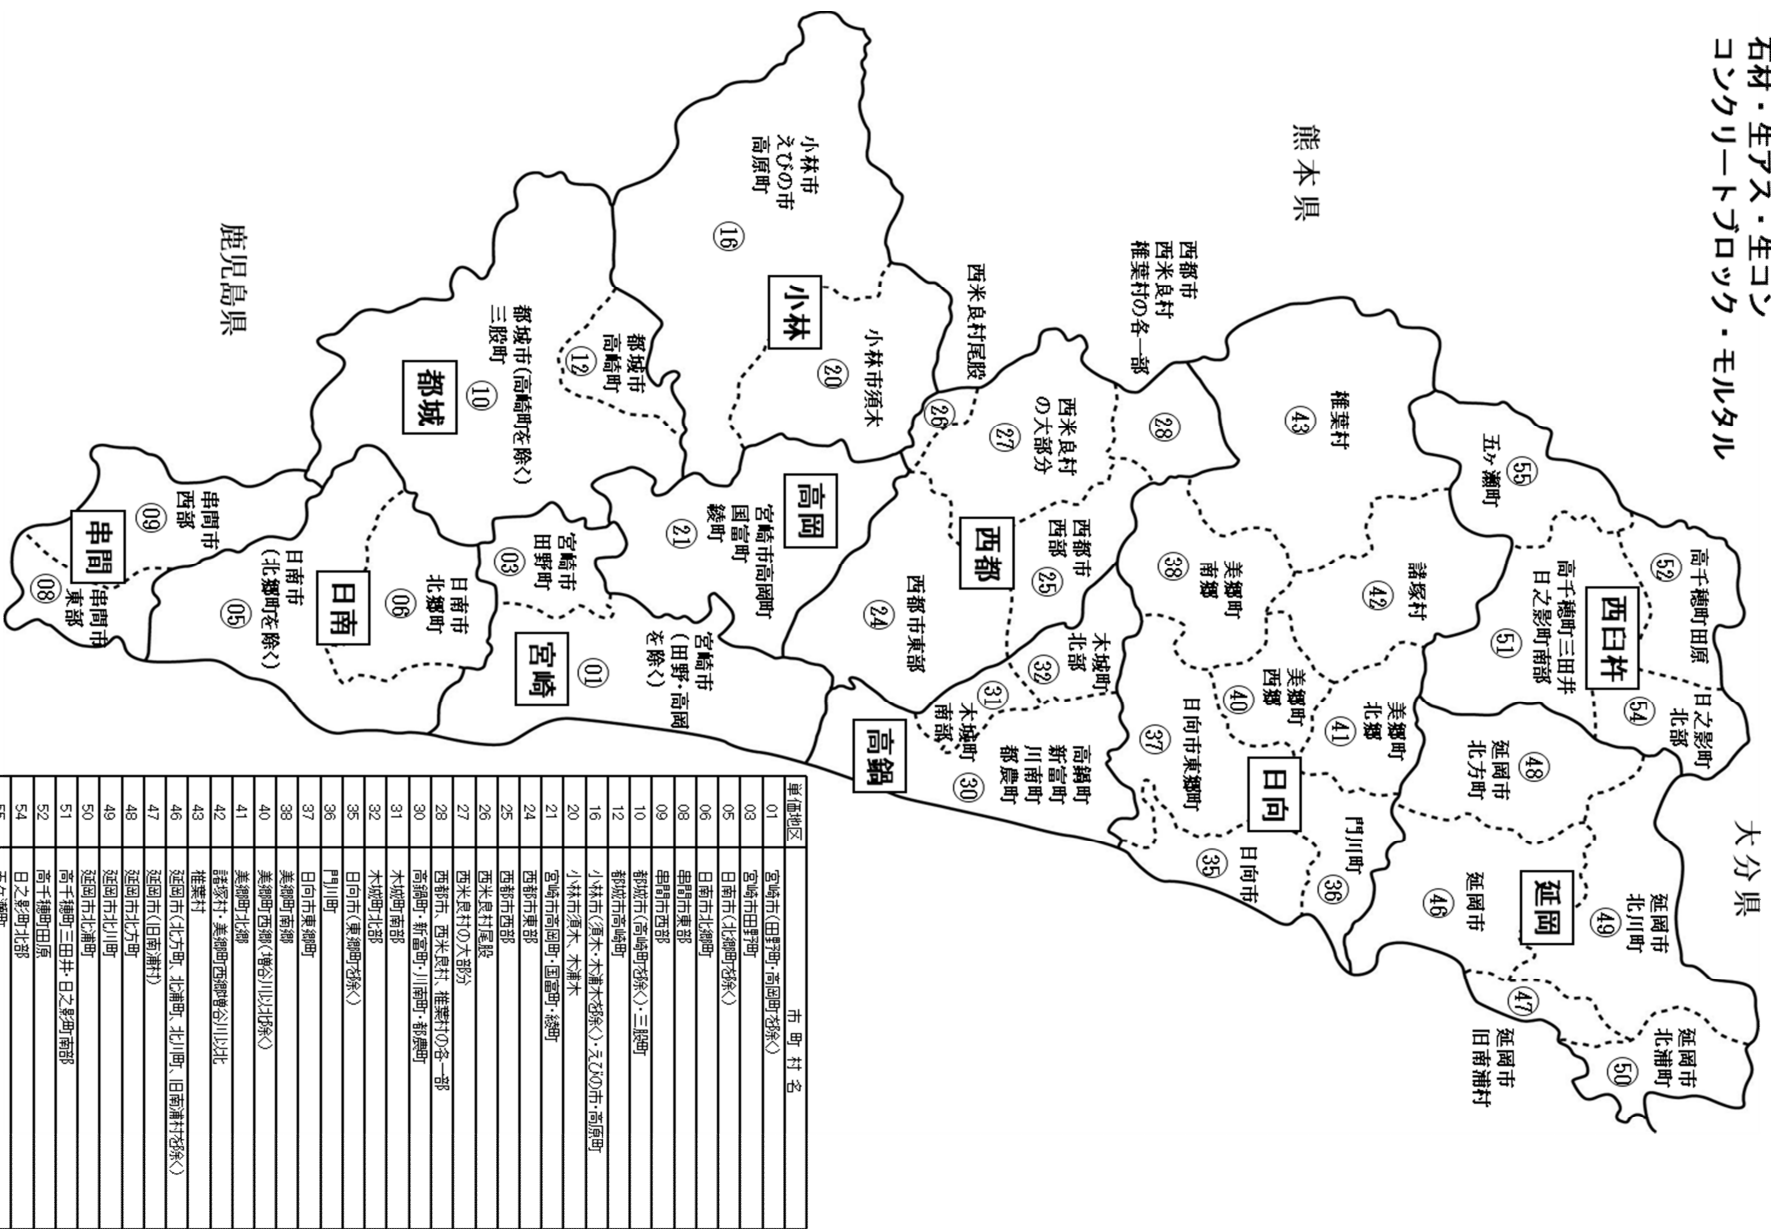 石材・生アス・生コン
コンクリートブロック・モルタル
熊本県
大分県
鹿児島県
西臼杵
高千穂町田原
52
日之影町
北部
54
高千穂町三田井
日之影町南部
51
五ヶ瀬町
55
延岡
延岡市
北川町
49
延岡市
北浦町
50
延岡市
旧南浦村
47
延岡市
46
延岡市
北方町
48
日向
門川町
36
日向市
35
日向市東郷町
37
美郷町
北郷
41
美郷町
西郷
40
美郷町
南郷
38
諸塚村
42
椎葉村
43
西都市
西米良村
椎葉村の各一部
28
西米良村
の大部分
27
西米良村尾股
26
西都
西都市
西部
25
西都市東部
24
木城町
北部
32
木城町
南部
31
高鍋町
新富町
川南町
都農町
30
高鍋
小林
小林市
えびの市
高原町
16
小林市須木
20
高岡
宮崎市高岡町
国富町
綾町
21
都城
都城市
高崎町
12
都城市(高崎町を除く)
三股町
10
宮崎
宮崎市
(田野・高岡
を除く)
01
宮崎市
田野町
03
日南
日南市
北郷町
06
日南市
(北郷町を除く)
05
串間
串間市
西部
09
串間市
東部
08
単価地区 市町村名
01 宮崎市(田野町・高岡町を除く)
03 宮崎市田野町
05 日南市(北郷町を除く)
06 日南市北郷町
08 串間市東部
09 串間市西部
10 都城市(高崎町を除く)・三股町
12 都城市高崎町
16 小林市(須木・木浦木を除く)・えびの市・高原町
20 小林市須木、木浦木
21 宮崎市高岡町・国富町・綾町
24 西都市東部
25 西都市西部
26 西米良村尾股
27 西米良村の大部分
28 西都市、西米良村、椎葉村の各一部
30 高鍋町・新富町・川南町・都農町
31 木城町南部
32 木城町北部
35 日向市(東郷町を除く)
36 門川町
37 日向市東郷町
38 美郷町南郷
40 美郷町西郷(増谷川以北除く)
41 美郷町北郷
42 諸塚村・美郷町西郷増谷川以北
43 椎葉村
46 延岡市(北方町、北浦町、北川町、旧南浦村を除く)
47 延岡市(旧南浦村)
48 延岡市北方町
49 延岡市北川町
50 延岡市北浦町
51 高千穂町三田井・日之影町南部
52 高千穂町田原
54 日之影町北部
55 五ケ瀬町